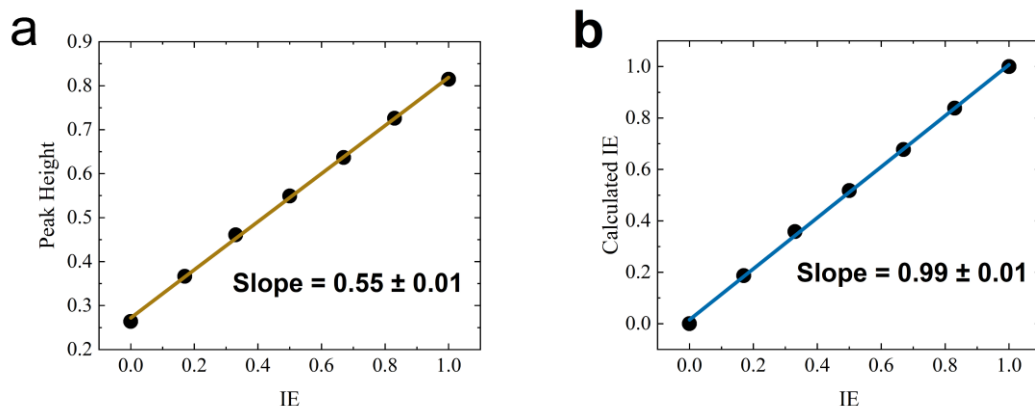 a
0.9
0.8
0.7
0.6
0.5
0.4
0.3
0.2
Peak Height
Slope = 0.55 ± 0.01
0.0 0.2 0.4 0.6 0.8 1.0
IE
b
1.0
0.8
0.6
0.4
0.2
0.0
Calculated IE
Slope = 0.99 ± 0.01
0.0 0.2 0.4 0.6 0.8 1.0
IE